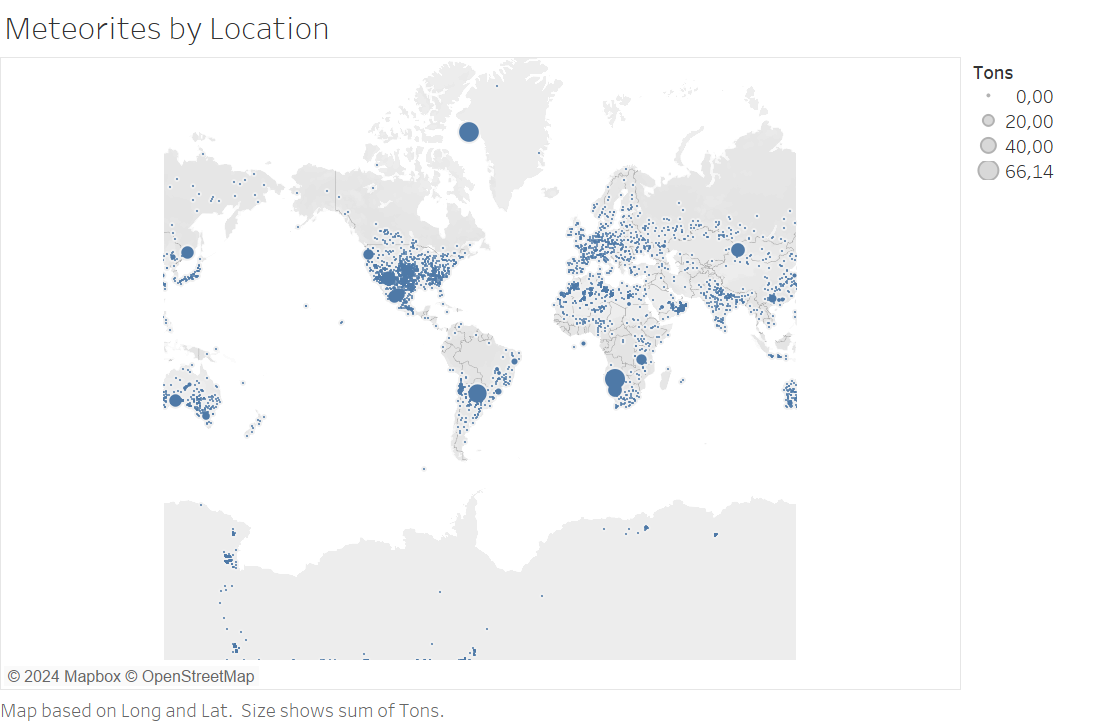 Meteorites by Location
Tons
0,00
20,00
40,00
66,14
© 2024 Mapbox © OpenStreetMap
Map based on Long and Lat.  Size shows sum of Tons.